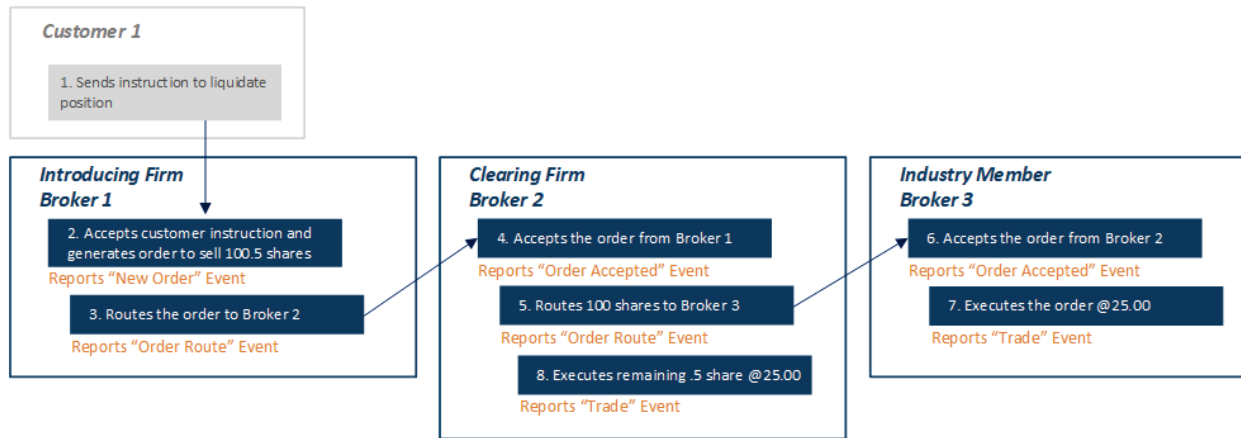 Customer 1
1. Sends instruction to liquidate
position
Introducing Firm
Broker 1
2. Accepts customer instruction and
generates order to sell 100.5 shares
Reports “New Order” Event
3. Routes the order to Broker 2
Reports “Order Route” Event
Clearing Firm
Broker 2
4. Accepts the order from Broker 1
Reports “Order Accepted” Event
5. Routes 100 shares to Broker 3
Reports “Order Route” Event
8. Executes remaining .5 share @25.00
Reports “Trade” Event
Industry Member
Broker 3
6. Accepts the order from Broker 2
Reports “Order Accepted” Event
7. Executes the order @25.00
Reports “Trade” Event